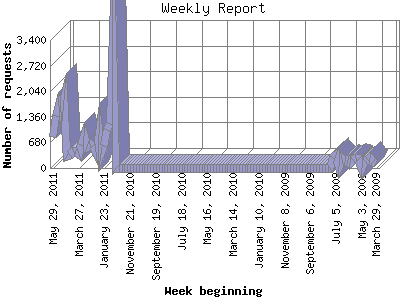 Weekly Report
3,400
2,720
2,040
1,360
680
0
Number of requests
May 29, 2011
March 27, 2011
January 23, 2011
November 21, 2010
September 19, 2010
July 18, 2010
May 16, 2010
March 14, 2010
January 10, 2010
November 8, 2009
September 6, 2009
July 5, 2009
May 3, 2009
March 29, 2009
Week beginning